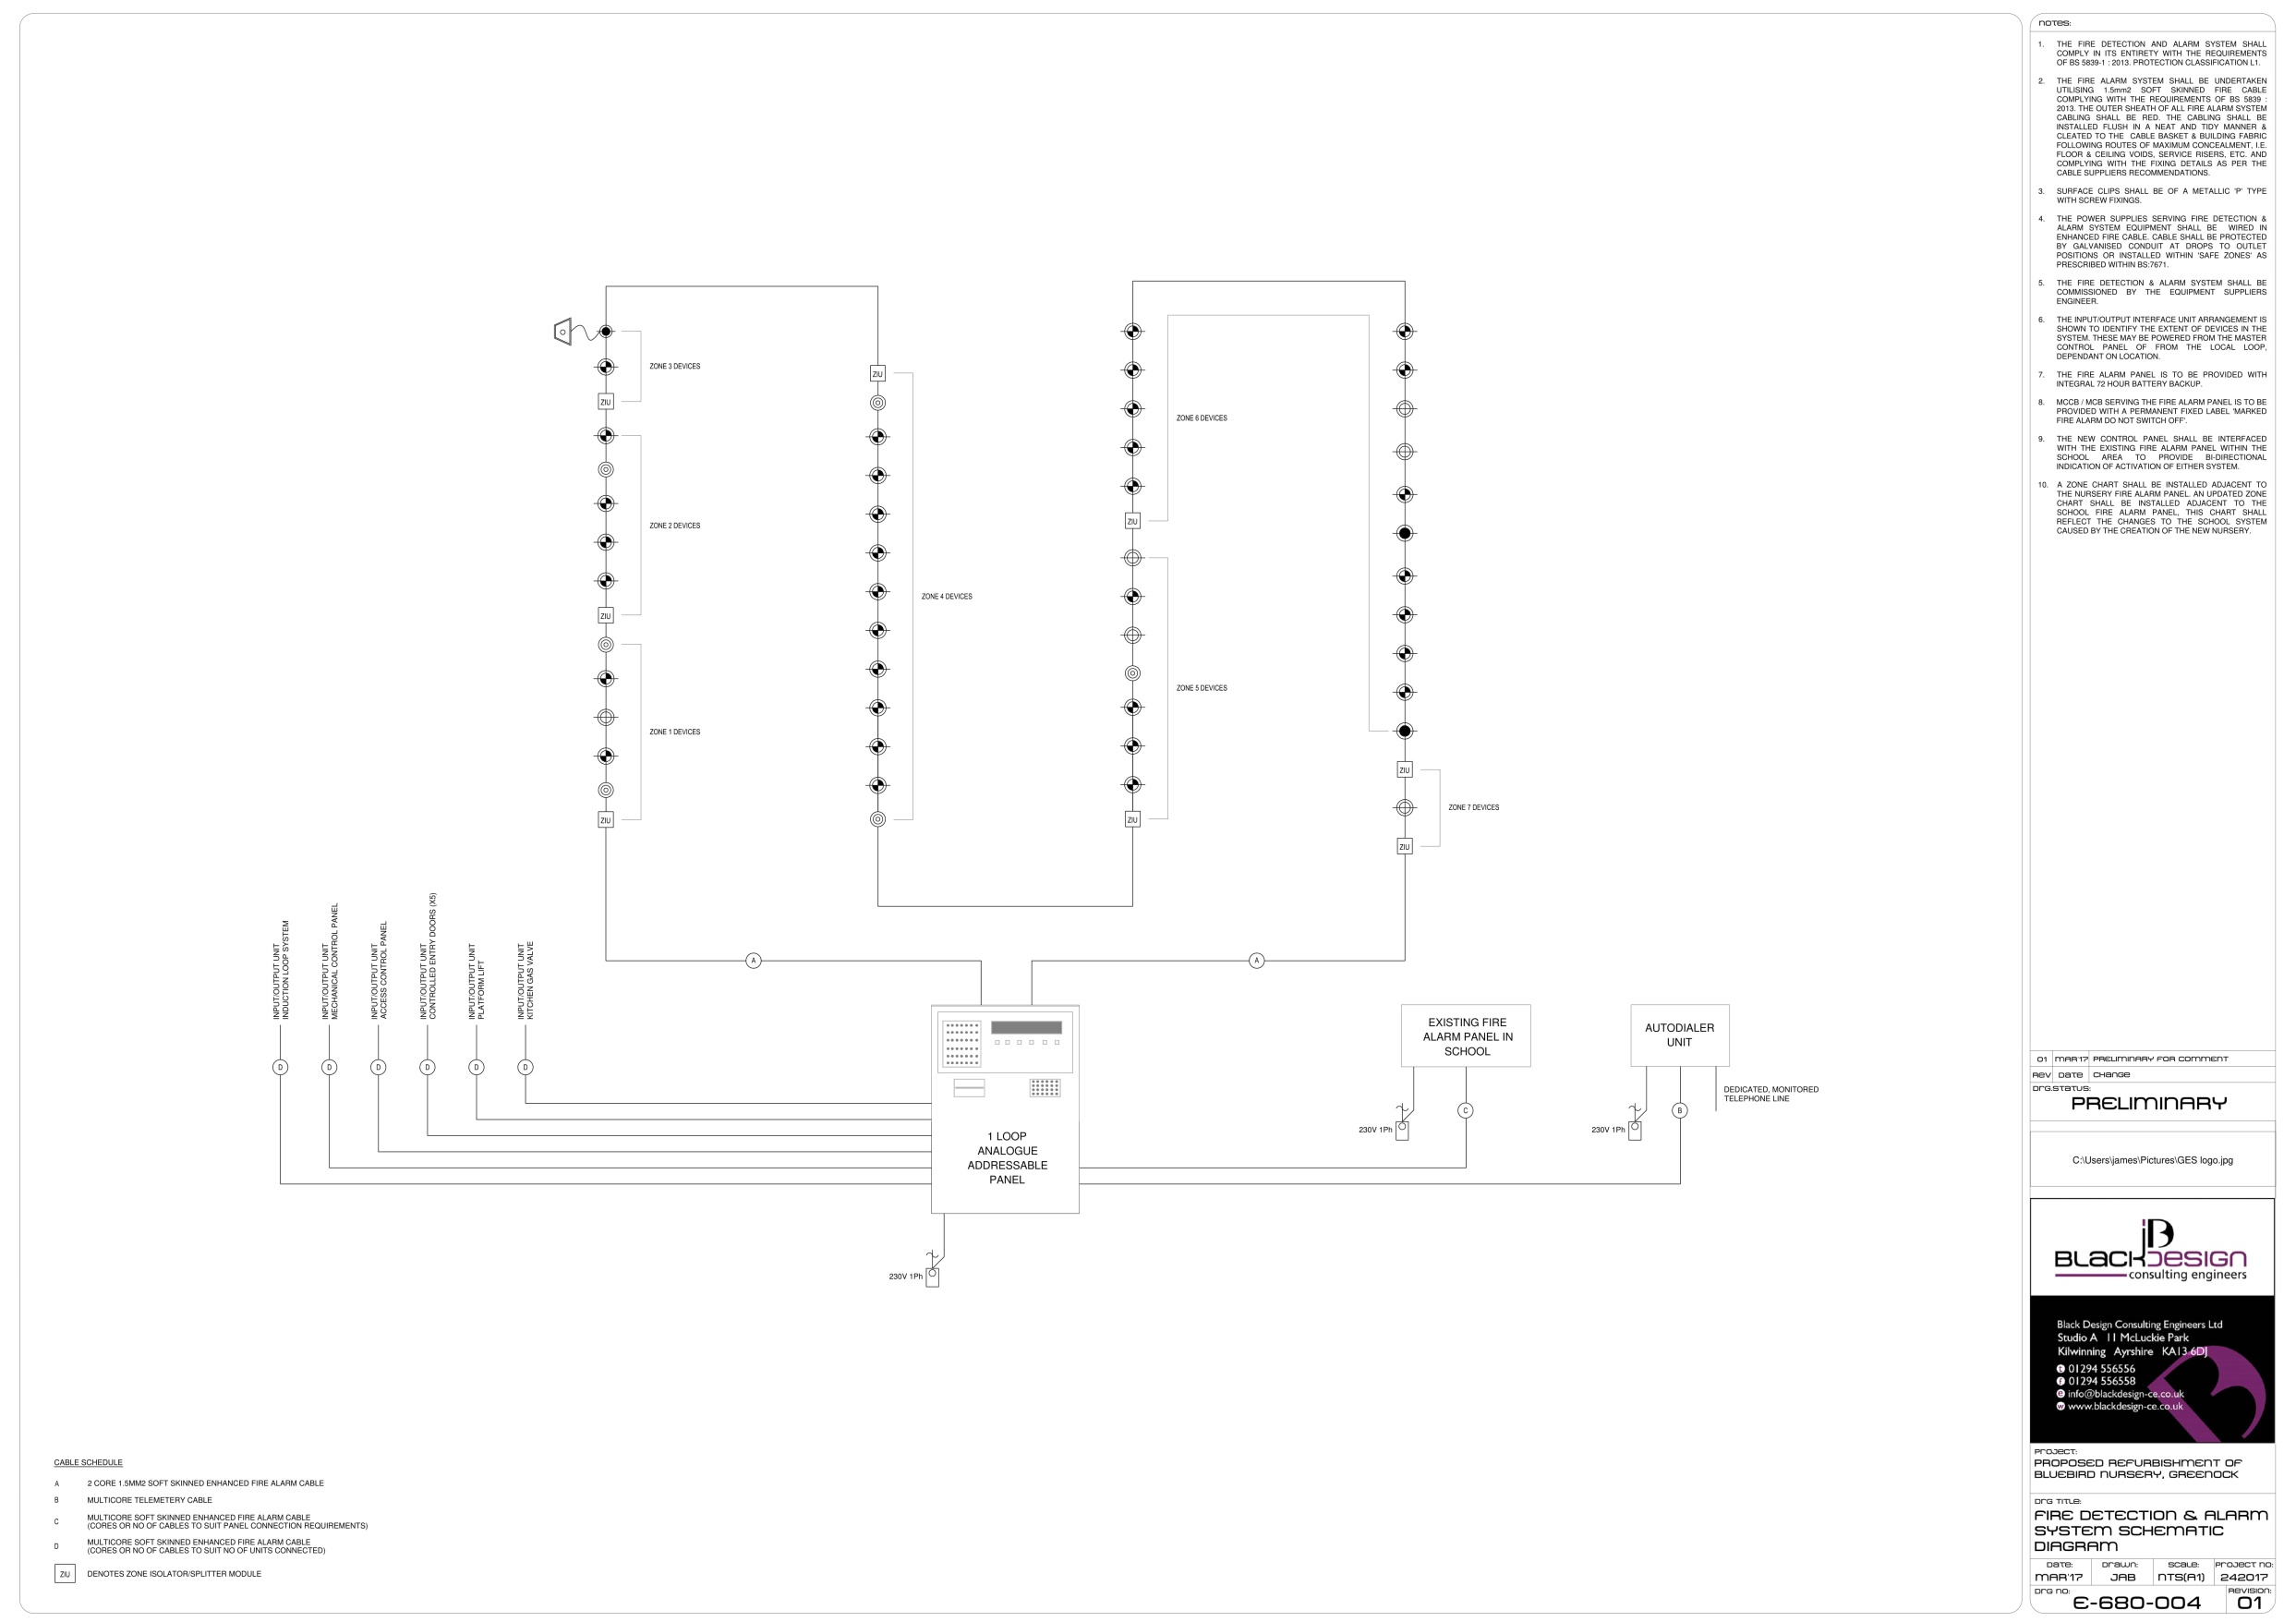 ZONE 3 DEVICES
ZONE 2 DEVICES
ZONE 1 DEVICES
ZONE 4 DEVICES
ZONE 6 DEVICES
ZONE 5 DEVICES
ZONE 7 DEVICES
ZIU
ZIU
ZIU
ZIU
ZIU
ZIU
ZIU
ZIU
A
A
INPUT/OUTPUT UNIT
INDUCTION LOOP SYSTEM
INPUT/OUTPUT UNIT
MECHANICAL CONTROL PANEL
INPUT/OUTPUT UNIT
ACCESS CONTROL PANEL
INPUT/OUTPUT UNIT
CONTROLLED ENTRY DOORS (X5)
INPUT/OUTPUT UNIT
PLATFORM LIFT
INPUT/OUTPUT UNIT
KITCHEN GAS VALVE
D
D
D
D
D
D
1 LOOP
ANALOGUE
ADDRESSABLE
PANEL
230V 1Ph
EXISTING FIRE
ALARM PANEL IN
SCHOOL
230V 1Ph
C
AUTODIALER
UNIT
230V 1Ph
B
DEDICATED, MONITORED
TELEPHONE LINE
CABLE SCHEDULE
A 2 CORE 1.5MM2 SOFT SKINNED ENHANCED FIRE ALARM CABLE
B MULTICORE TELEMETERY CABLE
C MULTICORE SOFT SKINNED ENHANCED FIRE ALARM CABLE
(CORES OR NO OF CABLES TO SUIT PANEL CONNECTION REQUIREMENTS)
D MULTICORE SOFT SKINNED ENHANCED FIRE ALARM CABLE
(CORES OR NO OF CABLES TO SUIT NO OF UNITS CONNECTED)
ZIU DENOTES ZONE ISOLATOR/SPLITTER MODULE
NOTES:
1. THE FIRE DETECTION AND ALARM SYSTEM SHALL
COMPLY IN ITS ENTIRETY WITH THE REQUIREMENTS
OF BS 5839-1 : 2013. PROTECTION CLASSIFICATION L1.
2. THE FIRE ALARM SYSTEM SHALL BE UNDERTAKEN
UTILISING 1.5mm2 SOFT SKINNED FIRE CABLE
COMPLYING WITH THE REQUIREMENTS OF BS 5839 :
2013. THE OUTER SHEATH OF ALL FIRE ALARM SYSTEM
CABLING SHALL BE RED. THE CABLING SHALL BE
INSTALLED FLUSH IN A NEAT AND TIDY MANNER &
CLEATED TO THE CABLE BASKET & BUILDING FABRIC
FOLLOWING ROUTES OF MAXIMUM CONCEALMENT, I.E.
FLOOR & CEILING VOIDS, SERVICE RISERS, ETC. AND
COMPLYING WITH THE FIXING DETAILS AS PER THE
CABLE SUPPLIERS RECOMMENDATIONS.
3. SURFACE CLIPS SHALL BE OF A METALLIC 'P' TYPE
WITH SCREW FIXINGS.
4. THE POWER SUPPLIES SERVING FIRE DETECTION &
ALARM SYSTEM EQUIPMENT SHALL BE WIRED IN
ENHANCED FIRE CABLE. CABLE SHALL BE PROTECTED
BY GALVANISED CONDUIT AT DROPS TO OUTLET
POSITIONS OR INSTALLED WITHIN 'SAFE ZONES' AS
PRESCRIBED WITHIN BS:7671.
5. THE FIRE DETECTION & ALARM SYSTEM SHALL BE
COMMISSIONED BY THE EQUIPMENT SUPPLIERS
ENGINEER.
6. THE INPUT/OUTPUT INTERFACE UNIT ARRANGEMENT IS
SHOWN TO IDENTIFY THE EXTENT OF DEVICES IN THE
SYSTEM. THESE MAY BE POWERED FROM THE MASTER
CONTROL PANEL OF FROM THE LOCAL LOOP,
DEPENDANT ON LOCATION.
7. THE FIRE ALARM PANEL IS TO BE PROVIDED WITH
INTEGRAL 72 HOUR BATTERY BACKUP.
8. MCCB / MCB SERVING THE FIRE ALARM PANEL IS TO BE
PROVIDED WITH A PERMANENT FIXED LABEL 'MARKED
FIRE ALARM DO NOT SWITCH OFF'.
9. THE NEW CONTROL PANEL SHALL BE INTERFACED
WITH THE EXISTING FIRE ALARM PANEL WITHIN THE
SCHOOL AREA TO PROVIDE BI-DIRECTIONAL
INDICATION OF ACTIVATION OF EITHER SYSTEM.
10. A ZONE CHART SHALL BE INSTALLED ADJACENT TO
THE NURSERY FIRE ALARM PANEL. AN UPDATED ZONE
CHART SHALL BE INSTALLED ADJACENT TO THE
SCHOOL FIRE ALARM PANEL, THIS CHART SHALL
REFLECT THE CHANGES TO THE SCHOOL SYSTEM
CAUSED BY THE CREATION OF THE NEW NURSERY.
01 MAR'17 PRELIMINARY FOR COMMENT
REV DATE CHANGE
DRG.STATUS:
PRELIMINARY
C:\Users\james\Pictures\GES logo.jpg
jB
BLACKDESIGN
consulting engineers
Black Design Consulting Engineers Ltd
Studio A 11 McLuckie Park
Kilwinning Ayrshire KA13 6DJ
t 01294 556556
f 01294 556558
e info@blackdesign-ce.co.uk
w www.blackdesign-ce.co.uk
PROJECT:
PROPOSED REFURBISHMENT OF
BLUEBIRD NURSERY, GREENOCK
DRG TITLE:
FIRE DETECTION & ALARM
SYSTEM SCHEMATIC
DIAGRAM
DATE: DRAWN: SCALE: PROJECT NO:
MAR'17 JAB NTS(A1) 242017
DRG NO: REVISION:
E-680-004 01